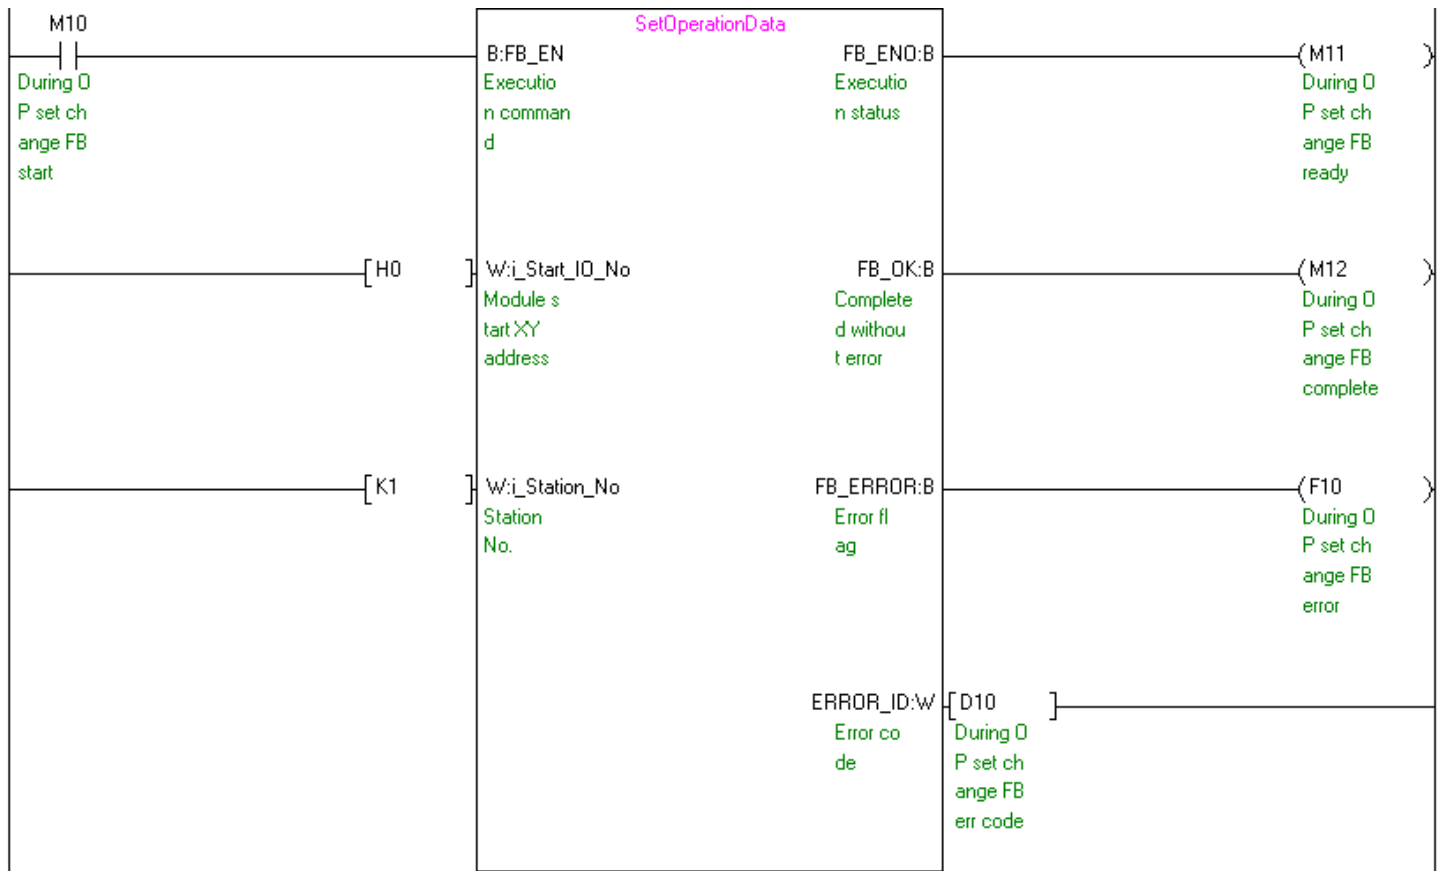 M10
During O
P set ch
ange FB
start
SetOperationData
B:FB_EN
Executio
n comman
d
FB_ENO:B
Executio
n status
M11
During O
P set ch
ange FB
ready
H0
W:i_Start_IO_No
Module s
tart XY
address
FB_OK:B
Complete
d withou
t error
M12
During O
P set ch
ange FB
complete
K1
W:i_Station_No
Station
No.
FB_ERROR:B
Error fl
ag
F10
During O
P set ch
ange FB
error
ERROR_ID:W
Error co
de
D10
During O
P set ch
ange FB
err code